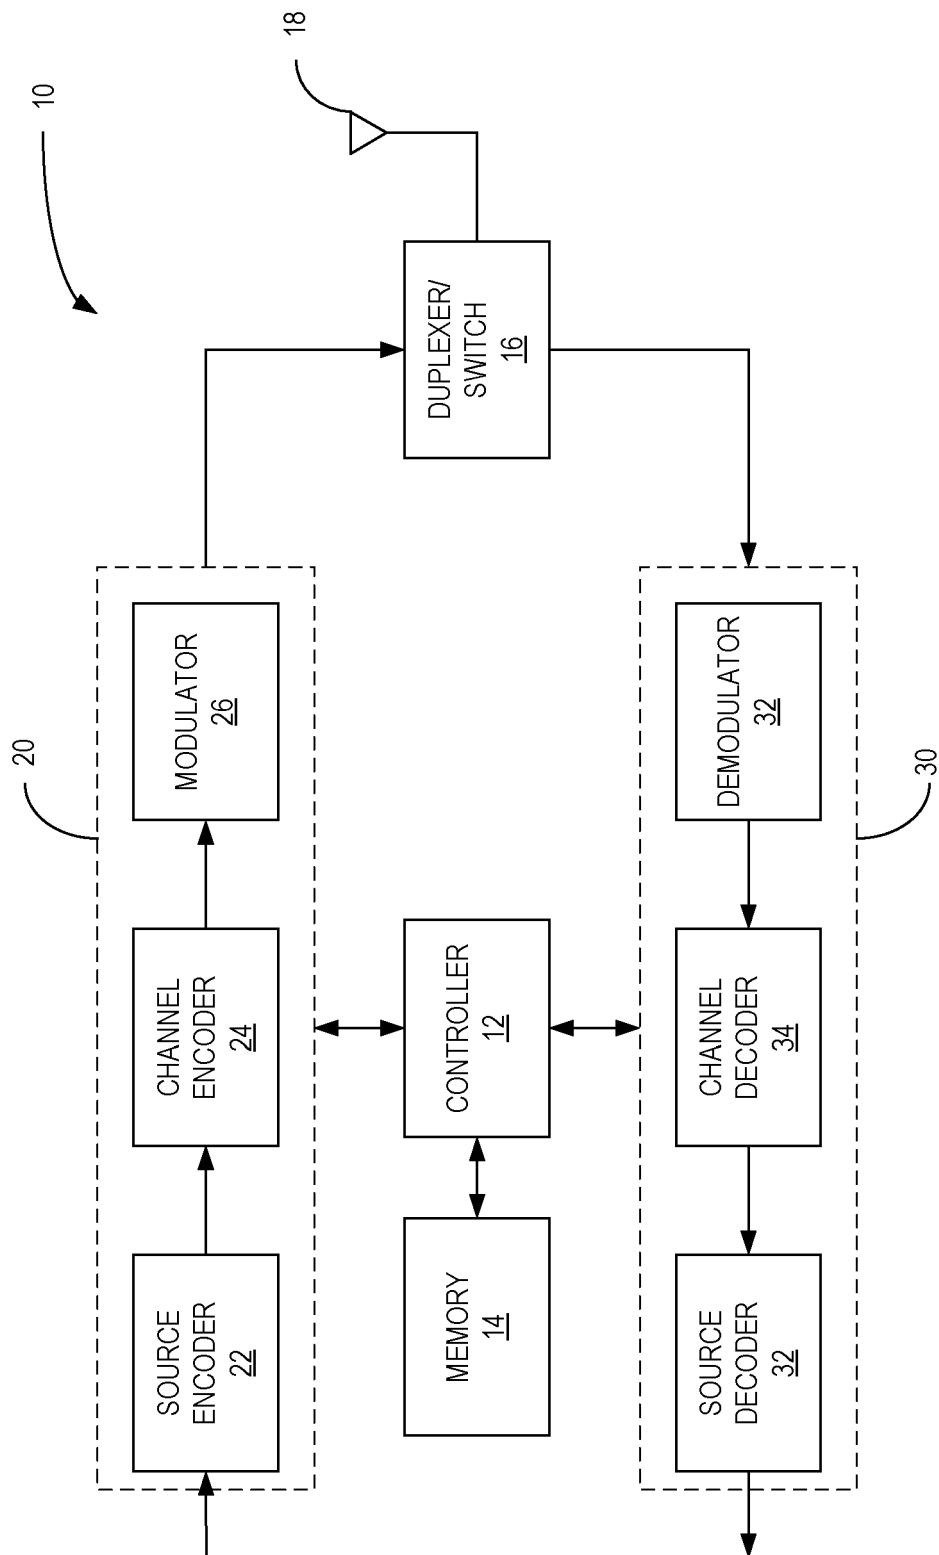 10
18
20
SOURCE
ENCODER
22
CHANNEL
ENCODER
24
MODULATOR
26
MEMORY
14
CONTROLLER
12
DUPLEXER/
SWITCH
16
SOURCE
DECODER
32
CHANNEL
DECODER
34
DEMODULATOR
32
30